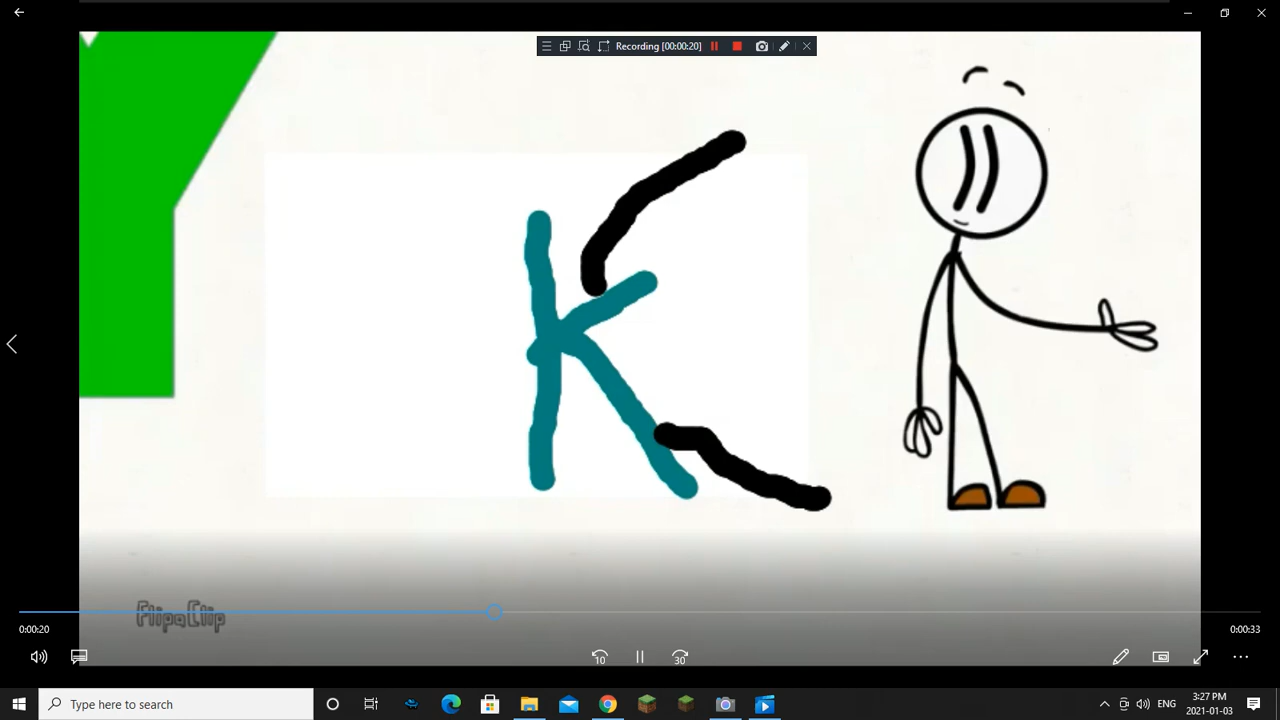 Recording [00:00:20]
K
FlipaClip
0:00:20
0:00:33
10
30
Type here to search
ENG
3:27 PM
2021-01-03